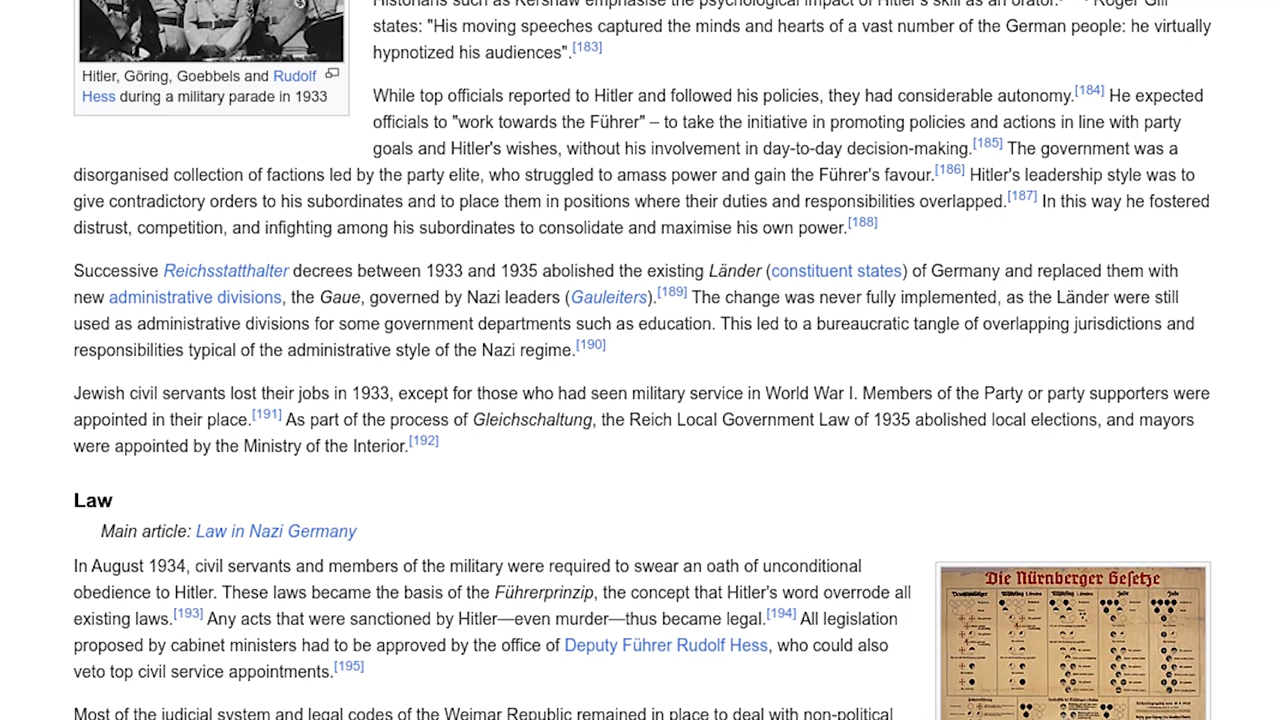 Historians such as Kershaw emphasise the psychological impact of Hitler's skill as an orator. Roger Gill
states: "His moving speeches captured the minds and hearts of a vast number of the German people: he virtually
hypnotized his audiences".[183]
Hitler, Göring, Goebbels and Rudolf
Hess during a military parade in 1933
While top officials reported to Hitler and followed his policies, they had considerable autonomy.[184] He expected
officials to "work towards the Führer" – to take the initiative in promoting policies and actions in line with party
goals and Hitler's wishes, without his involvement in day-to-day decision-making.[185] The government was a
disorganised collection of factions led by the party elite, who struggled to amass power and gain the Führer's favour.[186] Hitler's leadership style was to
give contradictory orders to his subordinates and to place them in positions where their duties and responsibilities overlapped.[187] In this way he fostered
distrust, competition, and infighting among his subordinates to consolidate and maximise his own power.[188]
Successive Reichsstatthalter decrees between 1933 and 1935 abolished the existing Länder (constituent states) of Germany and replaced them with
new administrative divisions, the Gaue, governed by Nazi leaders (Gauleiters).[189] The change was never fully implemented, as the Länder were still
used as administrative divisions for some government departments such as education. This led to a bureaucratic tangle of overlapping jurisdictions and
responsibilities typical of the administrative style of the Nazi regime.[190]
Jewish civil servants lost their jobs in 1933, except for those who had seen military service in World War I. Members of the Party or party supporters were
appointed in their place.[191] As part of the process of Gleichschaltung, the Reich Local Government Law of 1935 abolished local elections, and mayors
were appointed by the Ministry of the Interior.[192]
Law
Main article: Law in Nazi Germany
In August 1934, civil servants and members of the military were required to swear an oath of unconditional
obedience to Hitler. These laws became the basis of the Führerprinzip, the concept that Hitler's word overrode all
existing laws.[193] Any acts that were sanctioned by Hitler—even murder—thus became legal.[194] All legislation
proposed by cabinet ministers had to be approved by the office of Deputy Führer Rudolf Hess, who could also
veto top civil service appointments.[195]
Most of the judicial system and legal codes of the Weimar Republic remained in place to deal with non-political
Die Nürnberger Gesetze